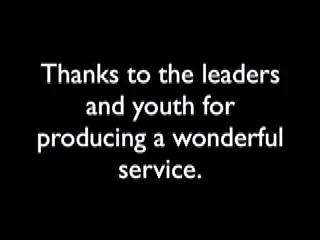 Thanks to the leaders
and youth for
producing a wonderful
service.